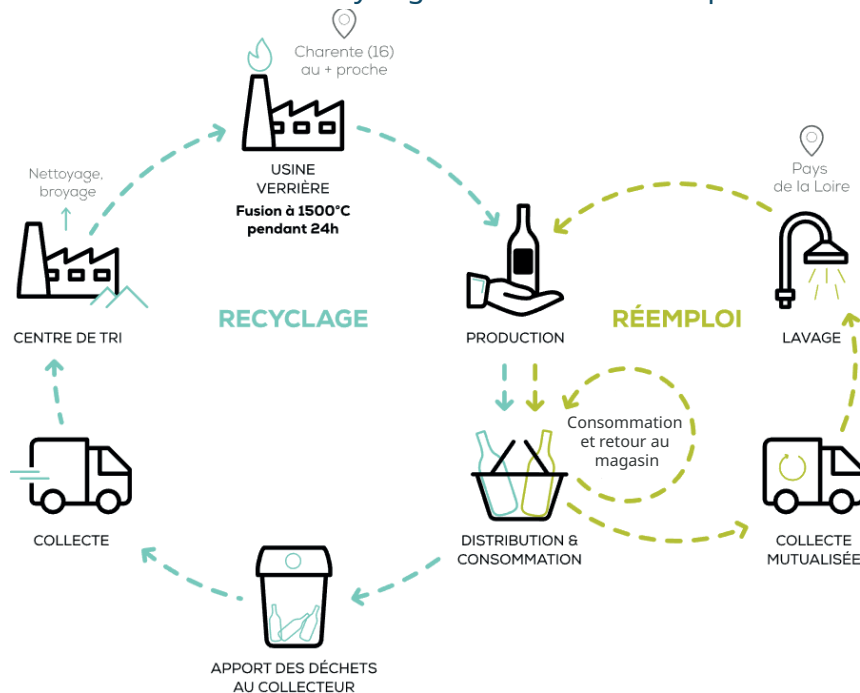 Charente (16)
au + proche
Nettoyage,
broyage
USINE
VERRIÈRE
Fusion à 1500°C
pendant 24h
Pays
de la Loire
RECYCLAGE
RÉEMPLOI
CENTRE DE TRI
PRODUCTION
LAVAGE
Consommation
et retour au
magasin
COLLECTE
DISTRIBUTION &
CONSOMMATION
COLLECTE
MUTUALISÉE
APPORT DES DÉCHETS
AU COLLECTEUR